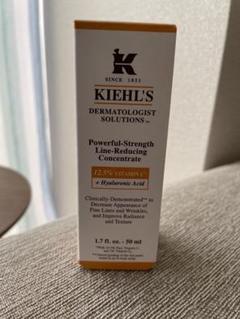 K
SINCE 1851
KIEHL'S
DERMATOLOGIST
SOLUTIONS™
Powerful-Strength
Line-Reducing
Concentrate
12.5% VITAMIN C*
+ Hyaluronic Acid
Clinically-Demonstrated** to
Decrease Appearance of
Fine Lines and Wrinkles,
and Improve Radiance
and Texture
1.7 fl. oz. - 50 ml